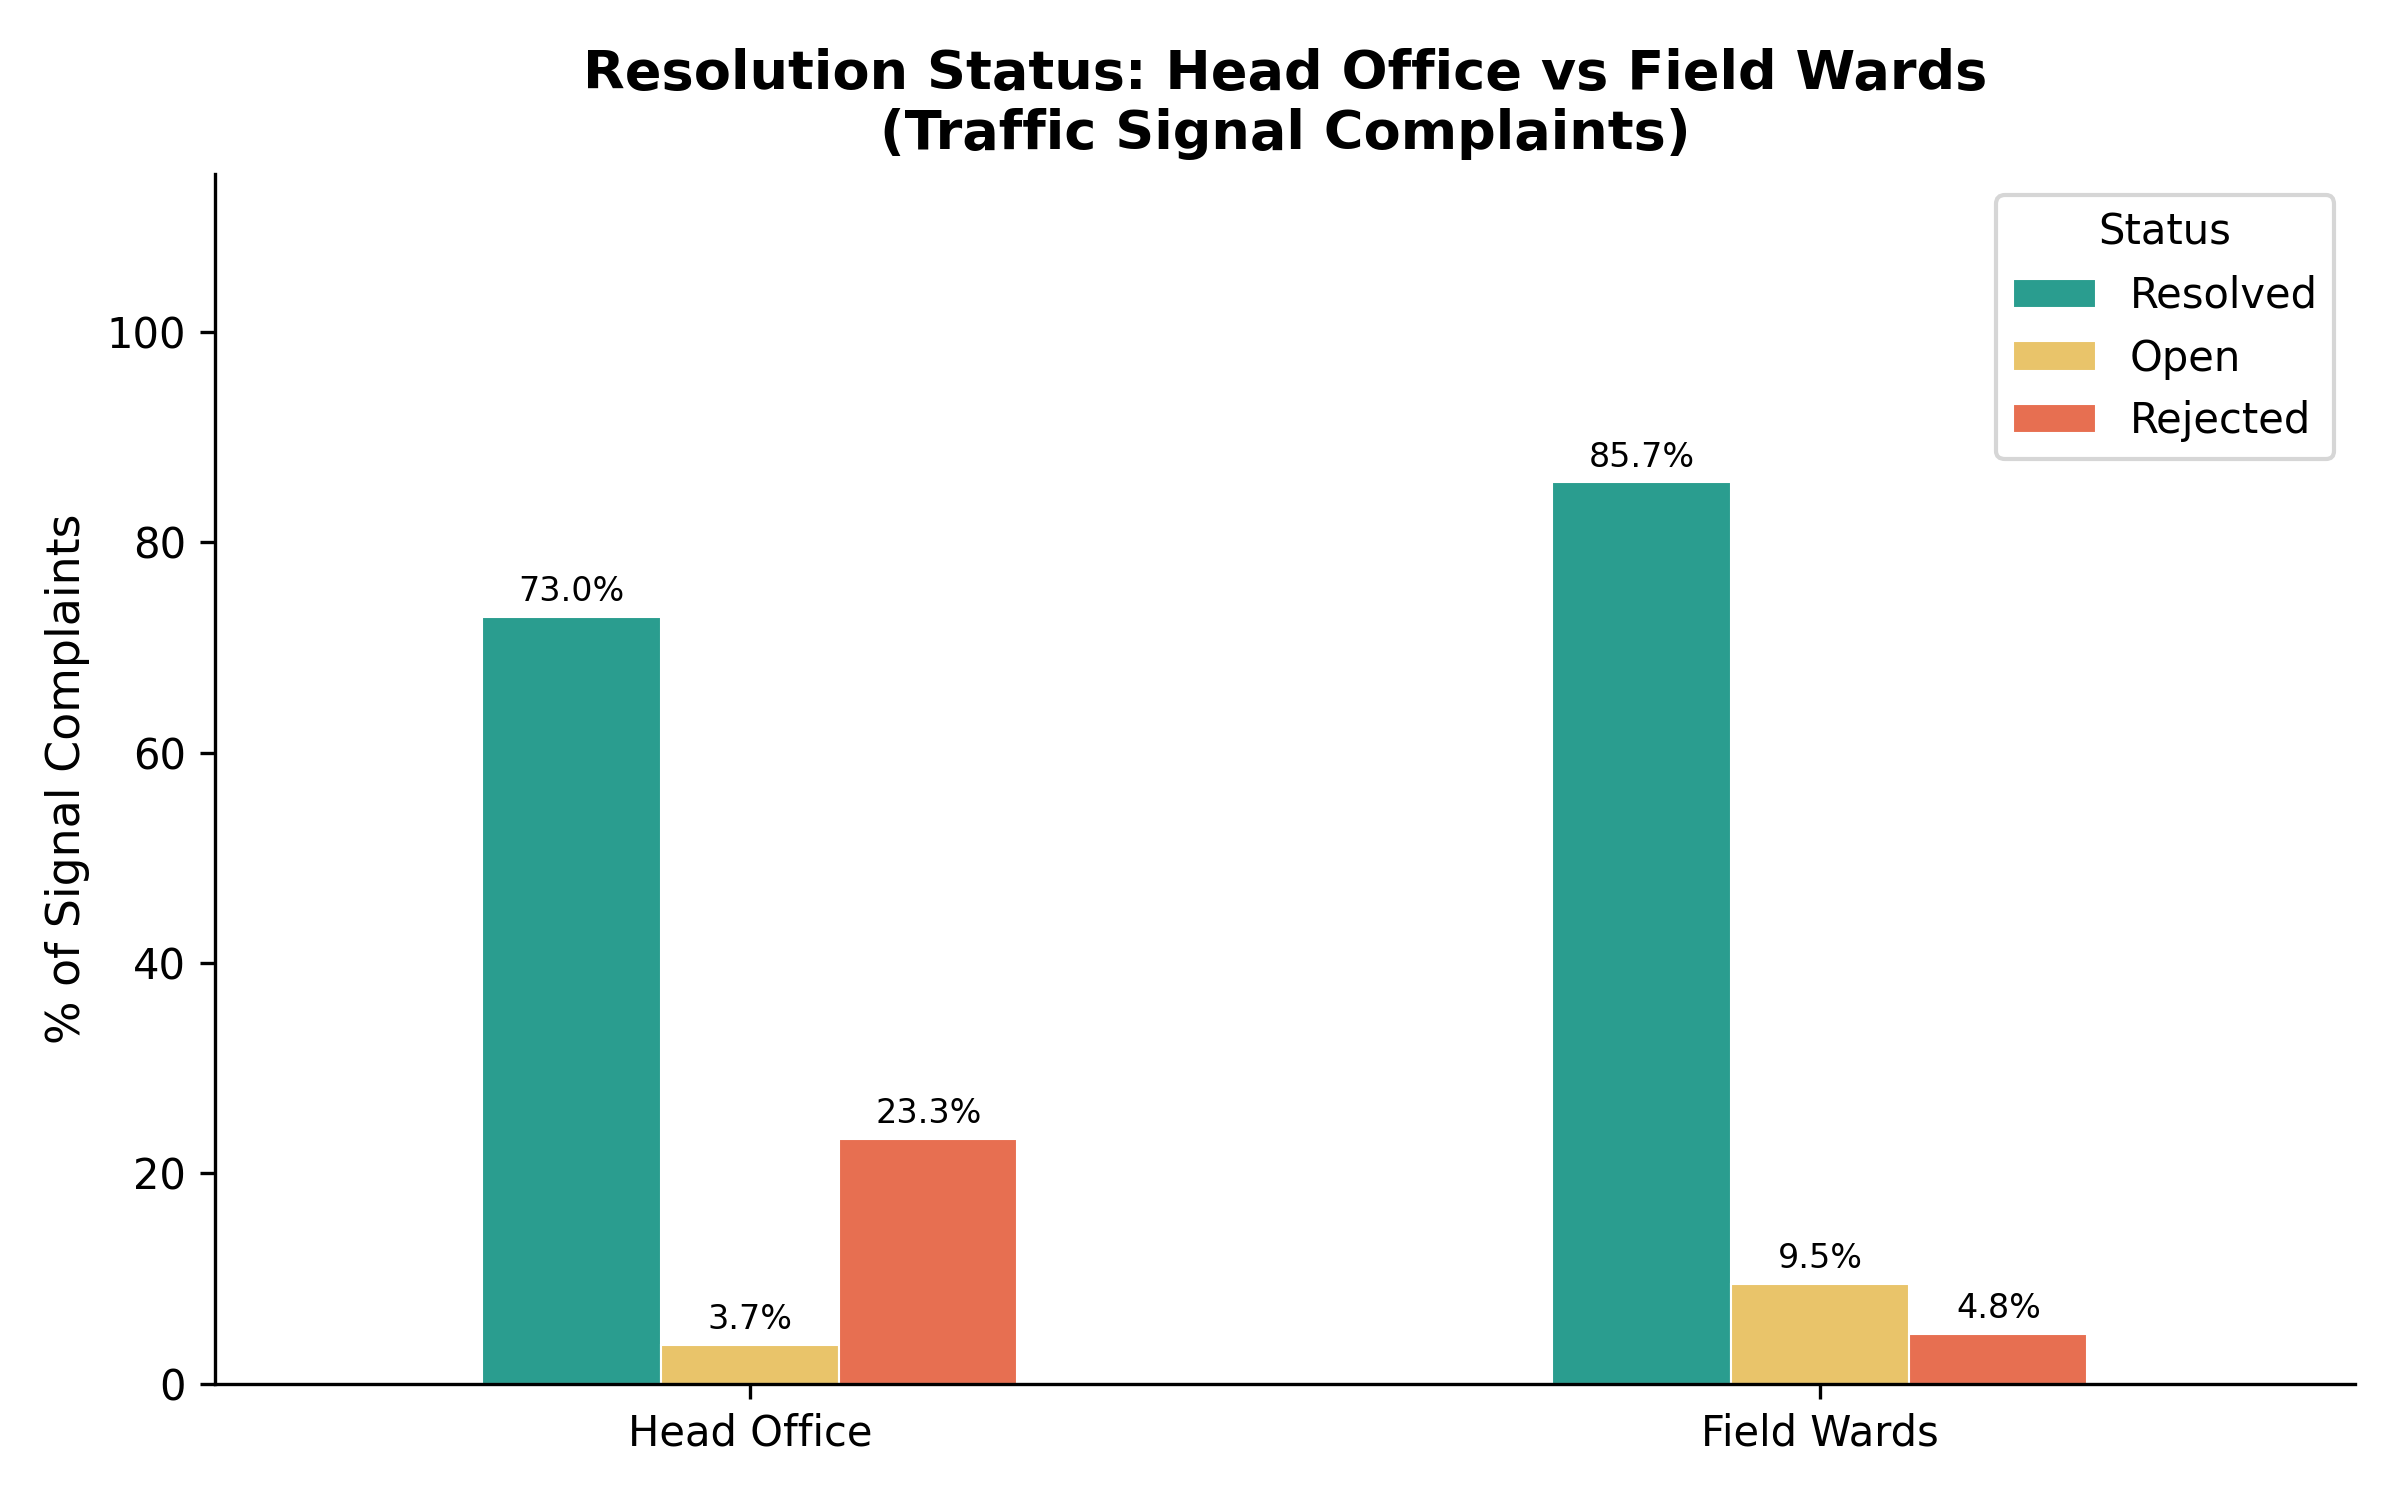 Resolution Status: Head Office vs Field Wards
(Traffic Signal Complaints)
Status
Resolved
Open
Rejected
% of Signal Complaints
100
80
60
40
20
0
73.0%
3.7%
23.3%
85.7%
9.5%
4.8%
Head Office
Field Wards